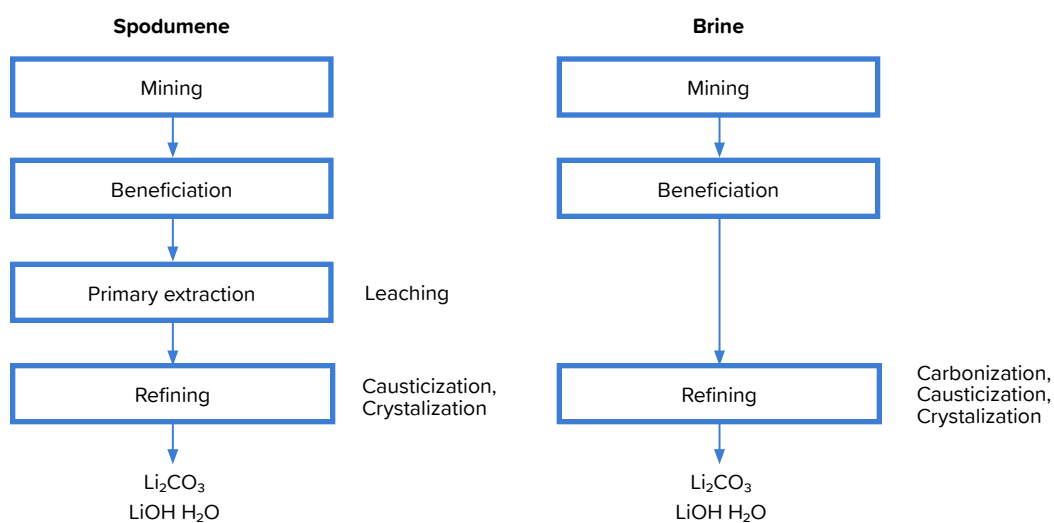 Spodumene
Mining
Beneficiation
Primary extraction
Leaching
Refining
Causticization,
Crystalization
Li₂CO₃
LiOH H₂O
Brine
Mining
Beneficiation
Refining
Carbonization,
Causticization,
Crystalization
Li₂CO₃
LiOH H₂O